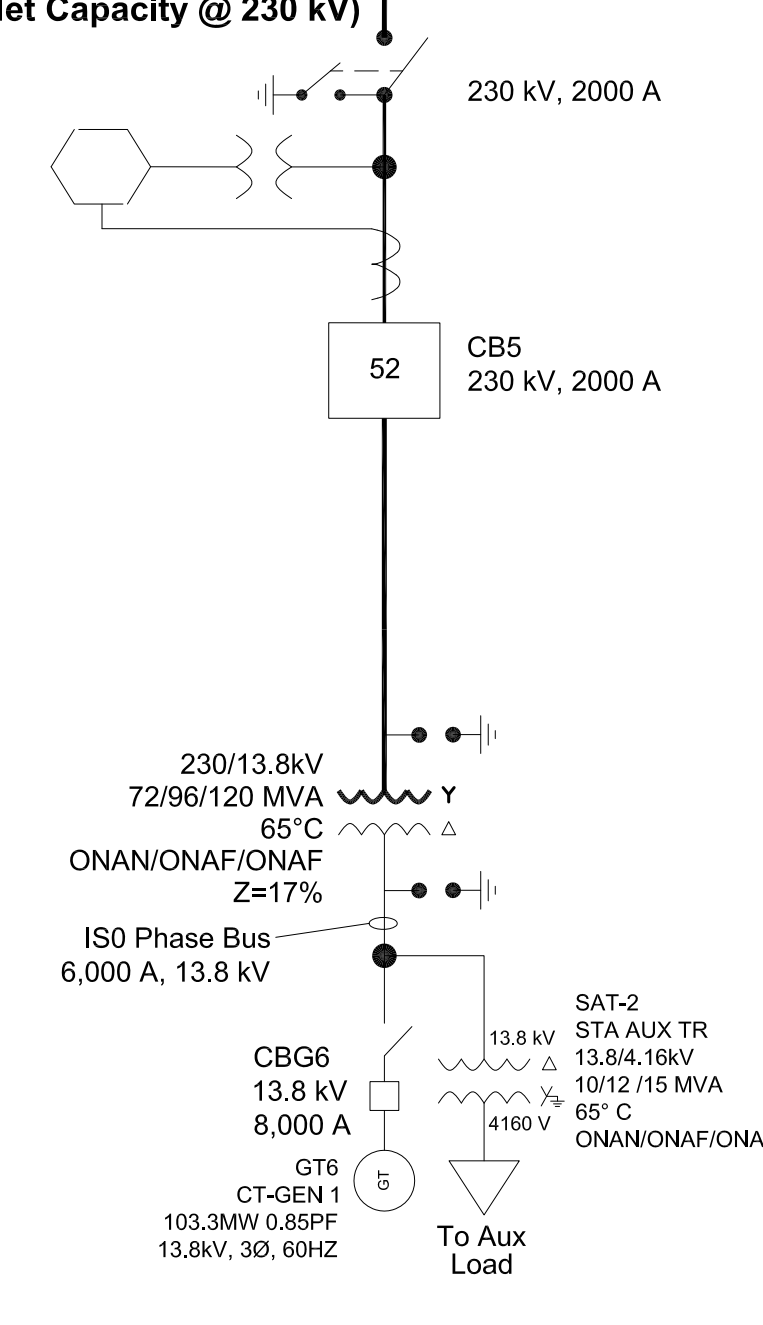 Net Capacity @ 230 kV)
230 kV, 2000 A
52
CB5
230 kV, 2000 A
230/13.8kV
72/96/120 MVA
Y
65°C
Δ
ONAN/ONAF/ONAF
Z=17%
IS0 Phase Bus
6,000 A, 13.8 kV
CBG6
13.8 kV
8,000 A
GT6
CT-GEN 1
103.3MW 0.85PF
13.8kV, 3Ø, 60HZ
GT
13.8 kV
Δ
Y
4160 V
SAT-2
STA AUX TR
13.8/4.16kV
10/12 /15 MVA
65° C
ONAN/ONAF/ONA
To Aux
Load